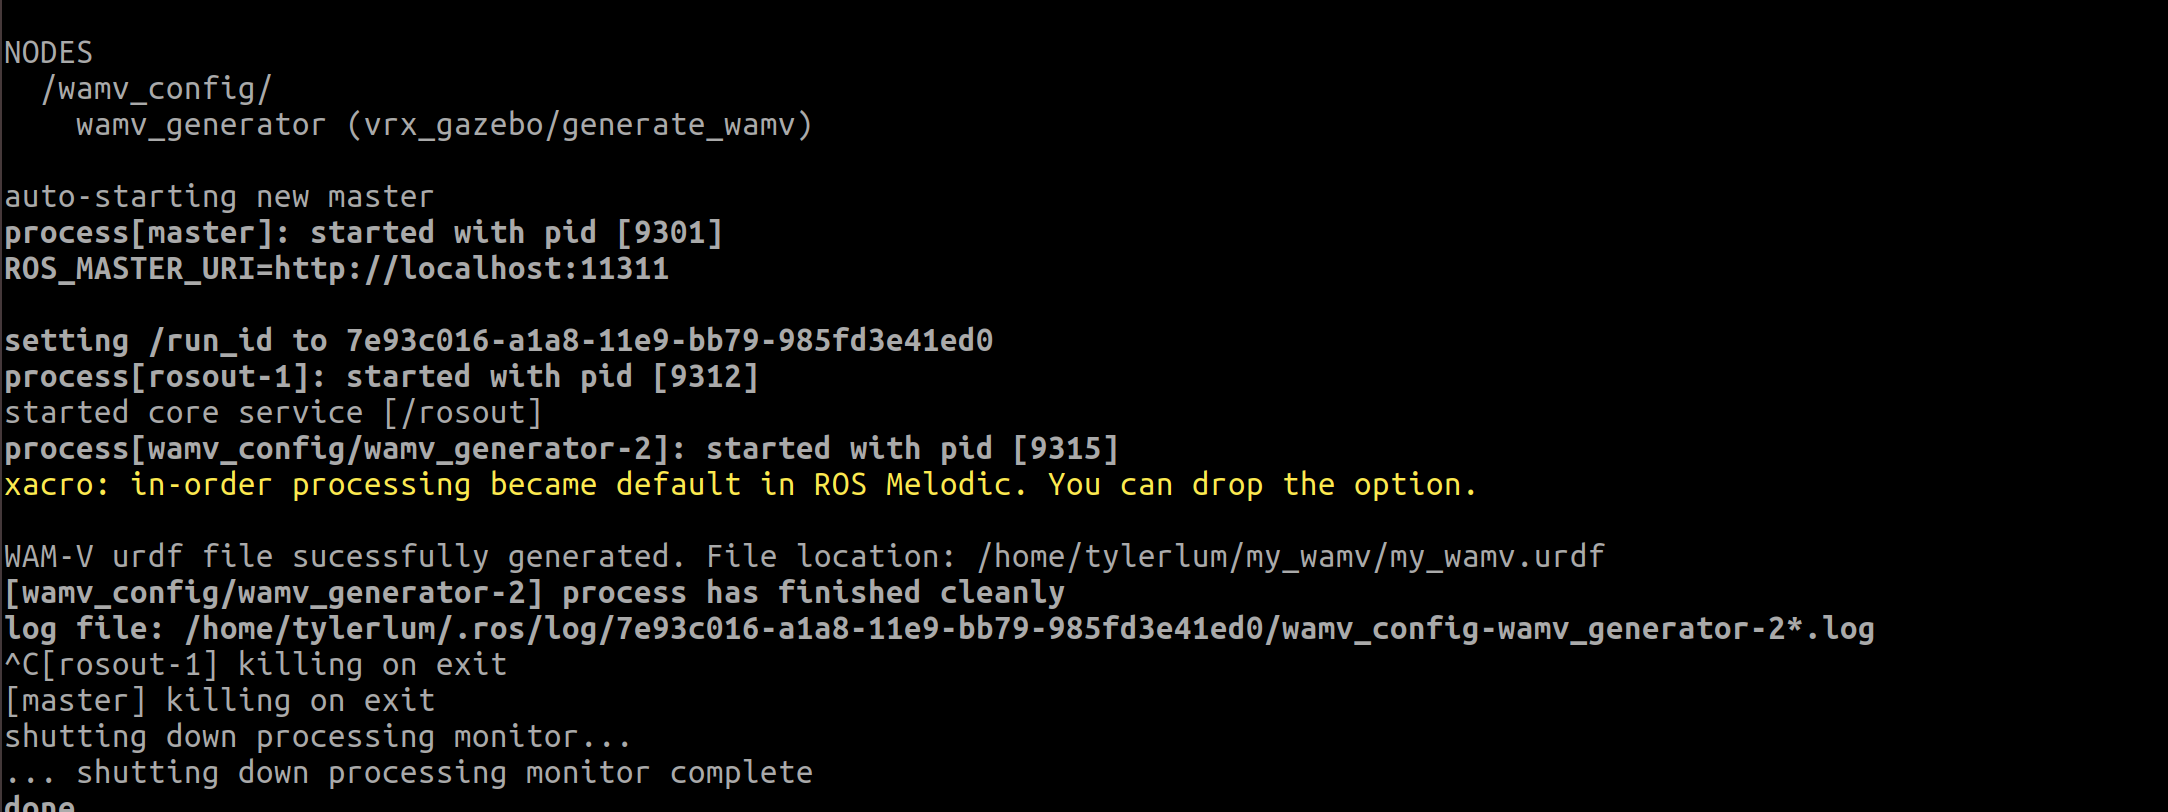 NODES
  /wamv_config/
    wamv_generator (vrx_gazebo/generate_wamv)
auto-starting new master
process[master]: started with pid [9301]
ROS_MASTER_URI=http://localhost:11311
setting /run_id to 7e93c016-a1a8-11e9-bb79-985fd3e41ed0
process[rosout-1]: started with pid [9312]
started core service [/rosout]
process[wamv_config/wamv_generator-2]: started with pid [9315]
xacro: in-order processing became default in ROS Melodic. You can drop the option.
WAM-V urdf file sucessfully generated. File location: /home/tylerlum/my_wamv/my_wamv.urdf
[wamv_config/wamv_generator-2] process has finished cleanly
log file: /home/tylerlum/.ros/log/7e93c016-a1a8-11e9-bb79-985fd3e41ed0/wamv_config-wamv_generator-2*.log
^C[rosout-1] killing on exit
[master] killing on exit
shutting down processing monitor...
... shutting down processing monitor complete
done